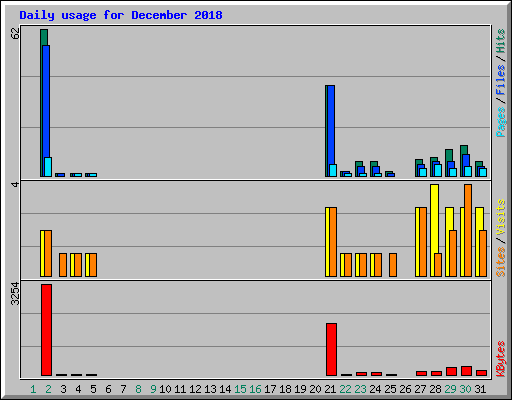 Daily usage for December 2018
62
Pages/Files/Hits
4
Sites/Visits
3254
KBytes
1 2 3 4 5 6 7 8 9 10 11 12 13 14 15 16 17 18 19 20 21 22 23 24 25 26 27 28 29 30 31